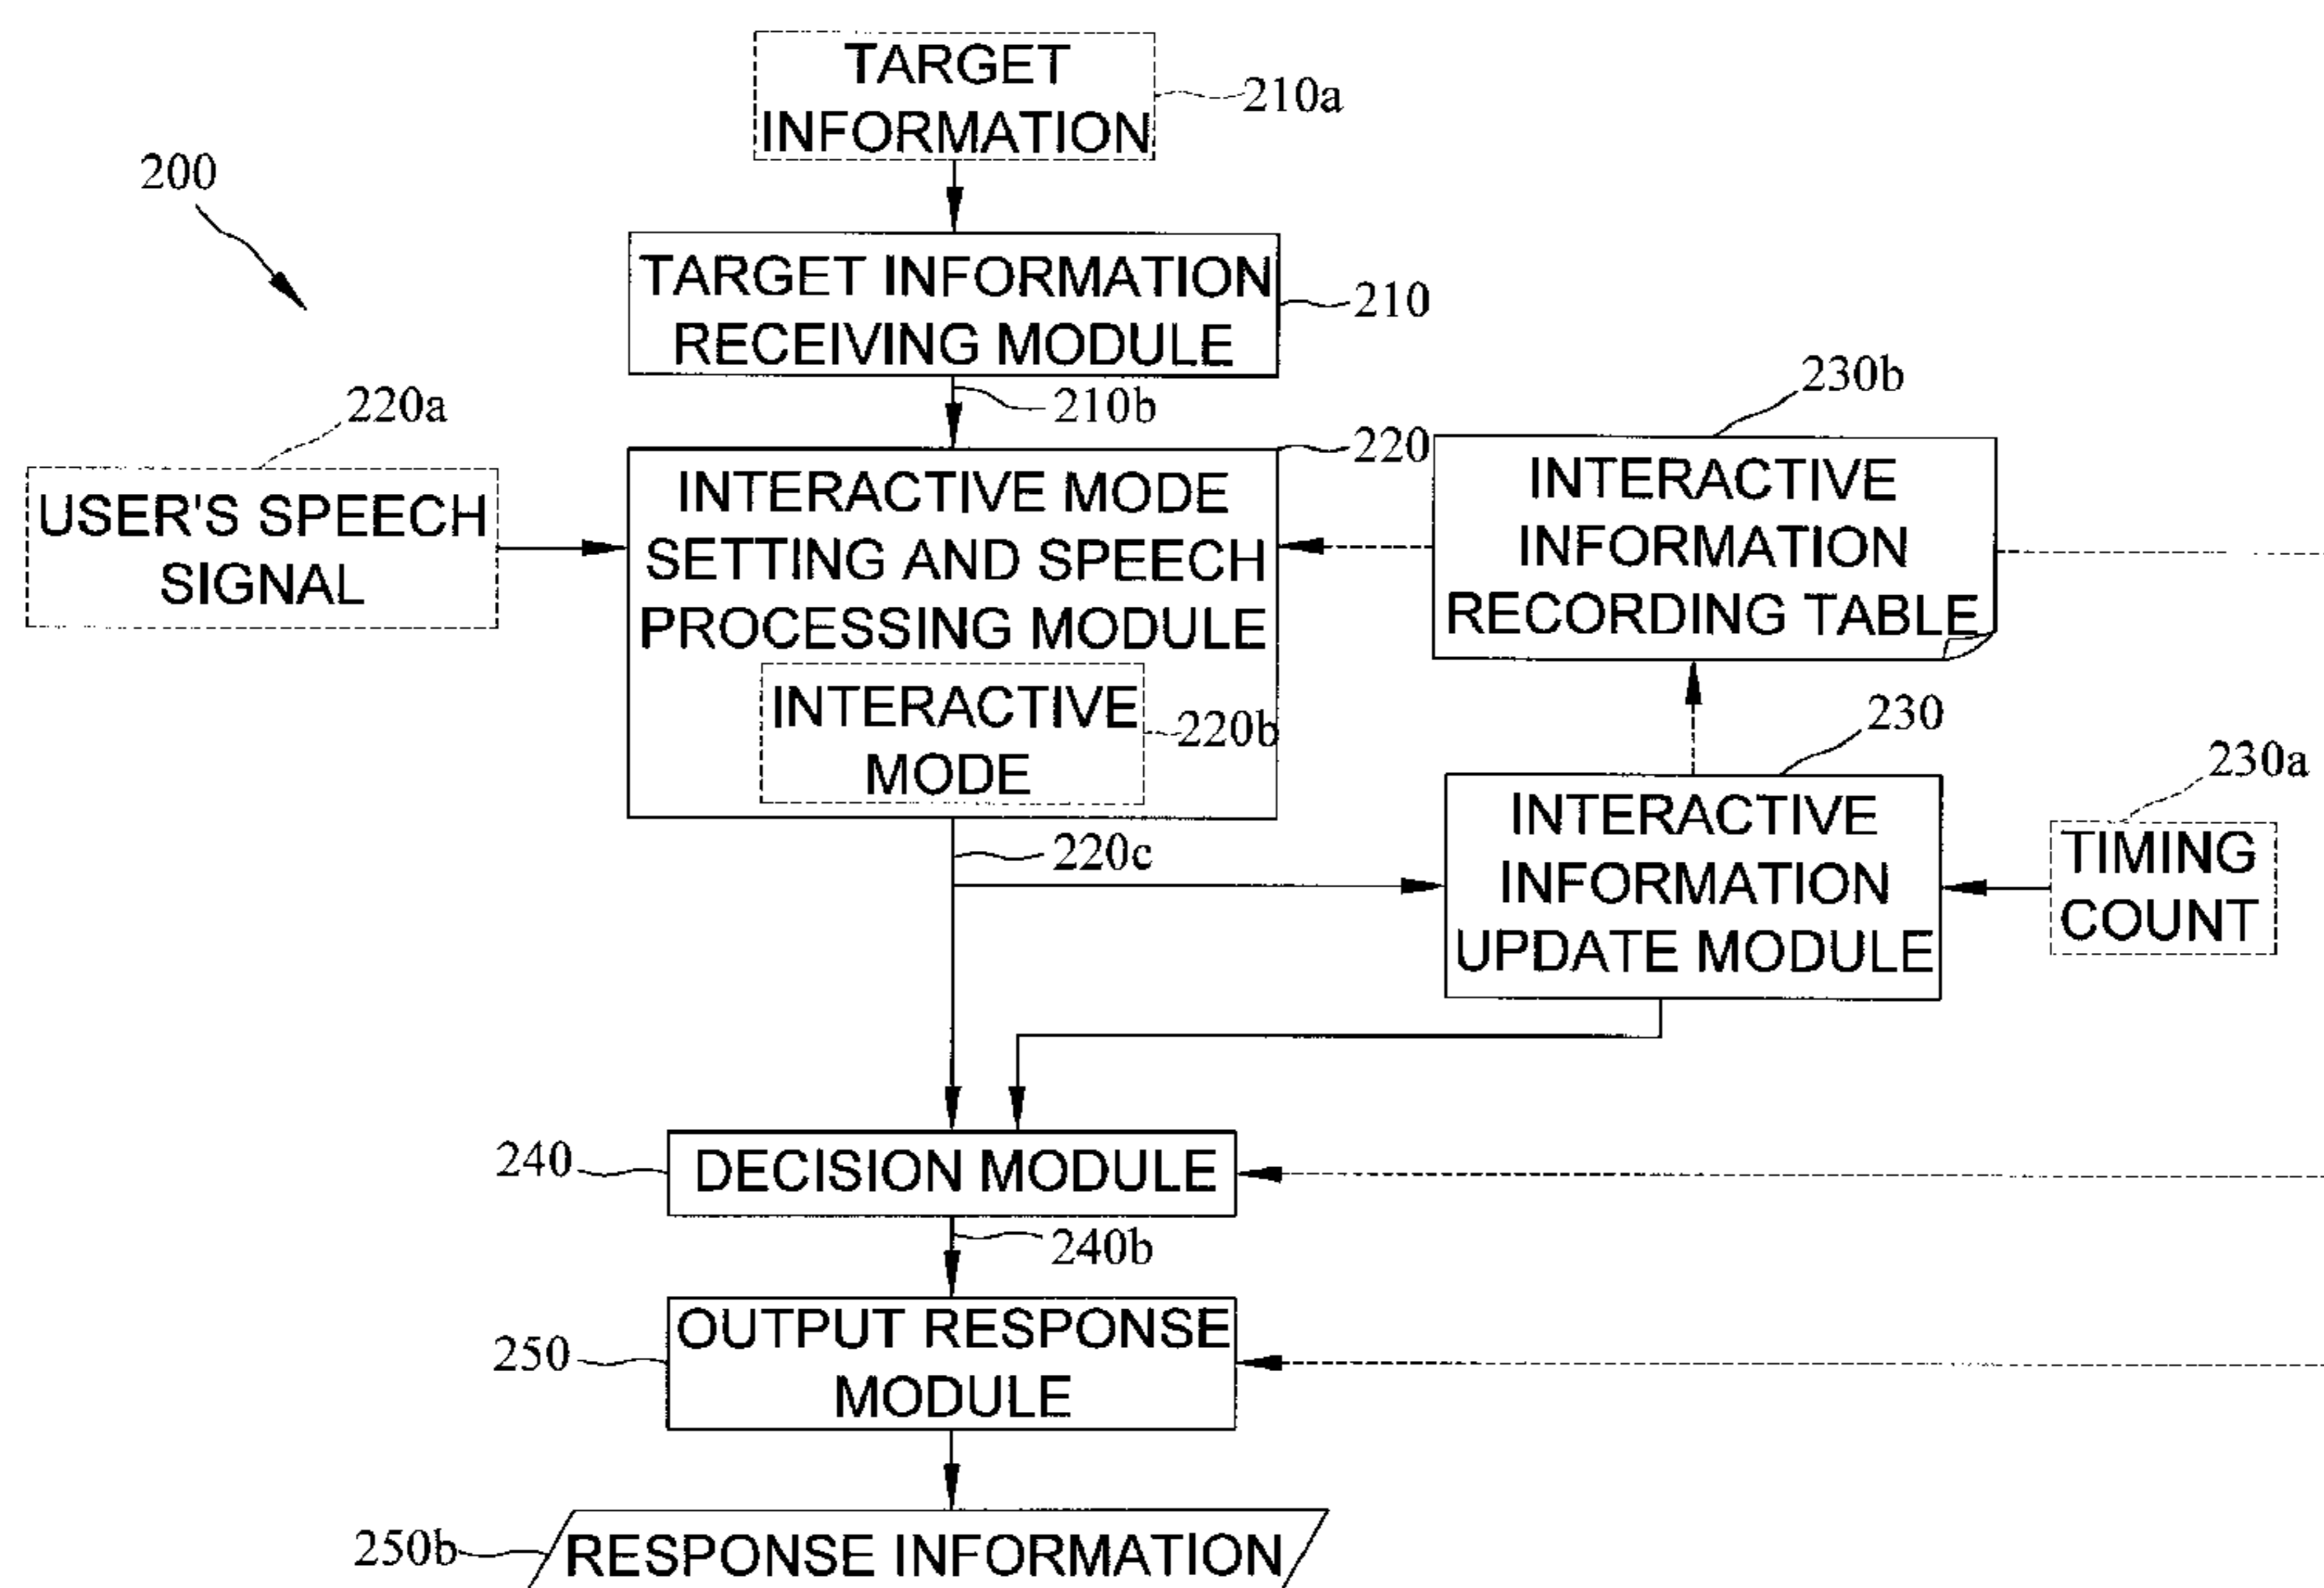 TARGET
INFORMATION
210a
200
TARGET INFORMATION
RECEIVING MODULE
210
210b
220a
USER'S SPEECH
SIGNAL
220
INTERACTIVE MODE
SETTING AND SPEECH
PROCESSING MODULE
INTERACTIVE
MODE
220b
230b
INTERACTIVE
INFORMATION
RECORDING TABLE
230
INTERACTIVE
INFORMATION
UPDATE MODULE
230a
TIMING
COUNT
220c
240
DECISION MODULE
240b
250
OUTPUT RESPONSE
MODULE
250b
RESPONSE INFORMATION